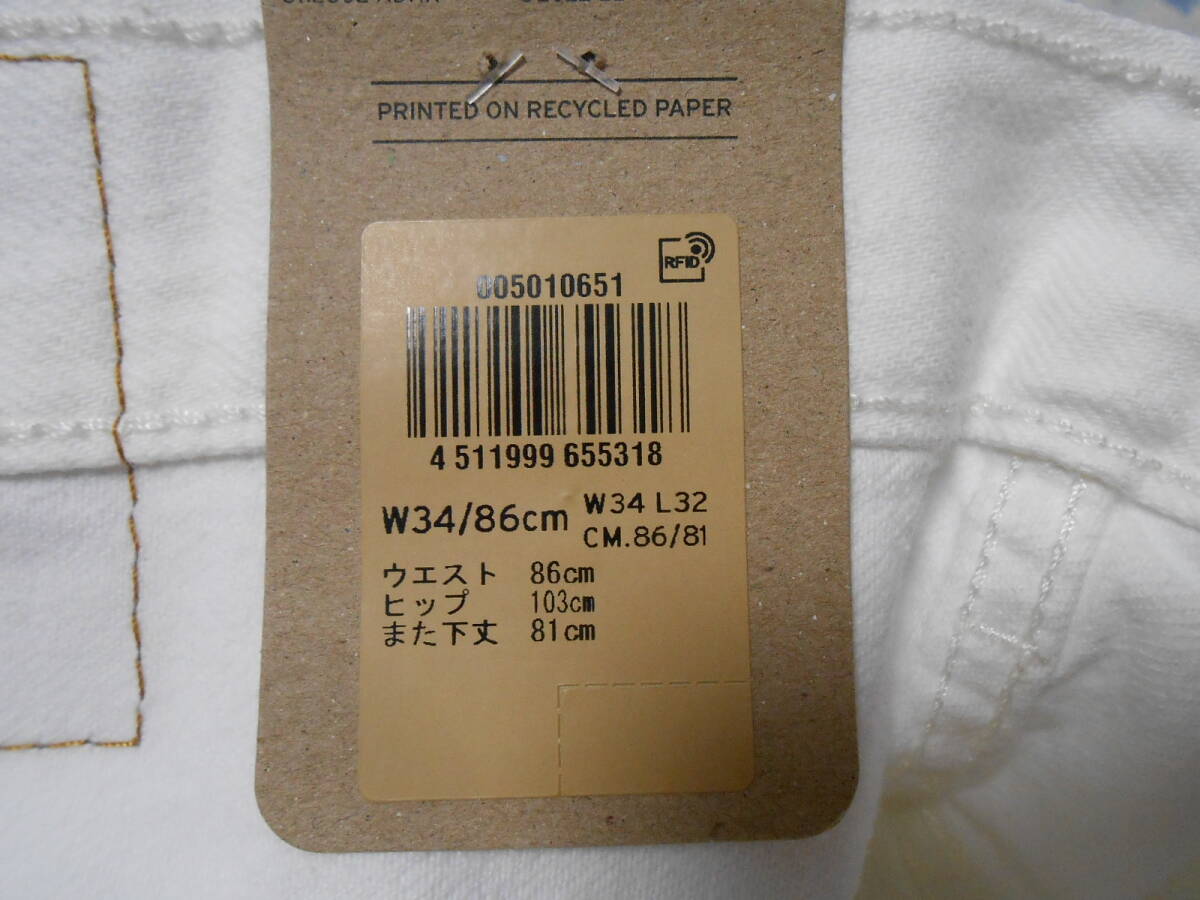 PRINTED ON RECYCLED PAPER
RFID
005010651
4 511999 655318
W34/86cm
W34 L32
CM.86/81
ウエスト 86cm
ヒップ 103cm
また下丈 81cm